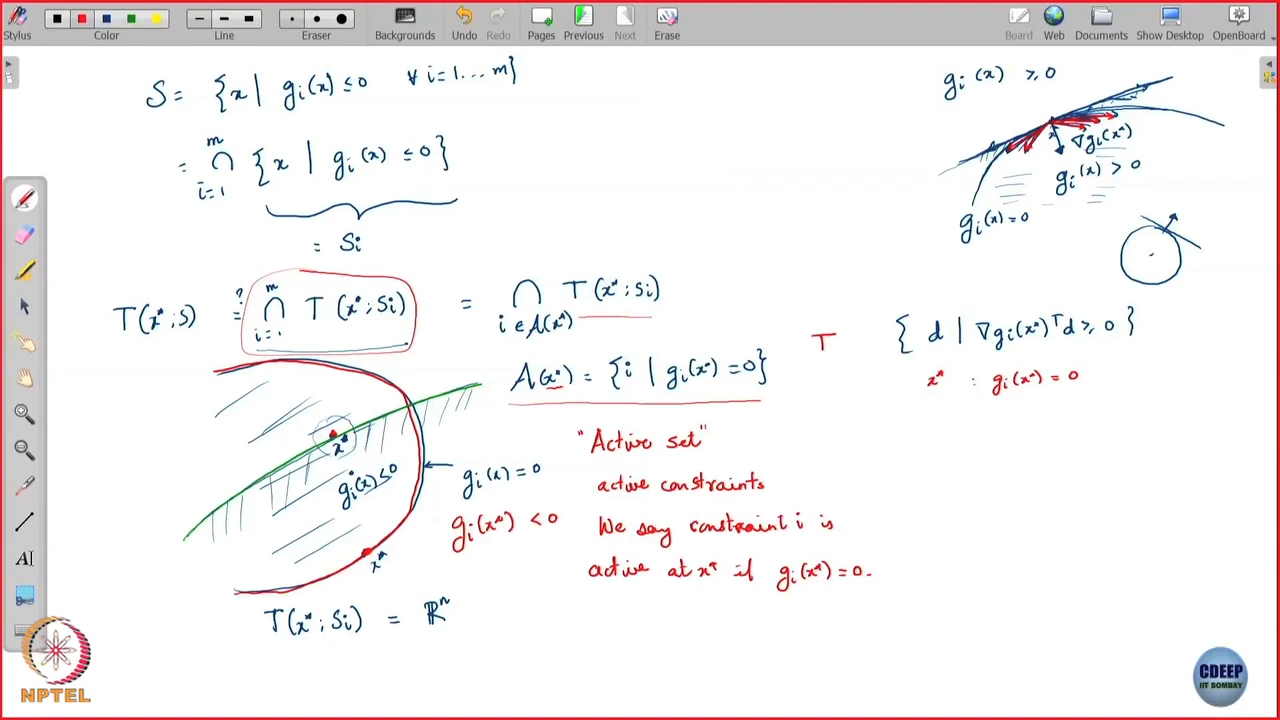 Stylus
Color
Line
Eraser
Backgrounds
Undo
Redo
Pages
Previous
Next
Erase
Board
Web
Documents
Show Desktop
OpenBoard
S = {x | gᵢ(x) ≤ 0 ∀ i=1...m}
= ∩ᵢ₌₁ᵐ {x | gᵢ(x) ≤ 0}
= Sᵢ
T(x*;S) ?= ∩ᵢ₌₁ᵐ T(x*;Sᵢ) = ∩ i∈A(x*) T(x*;Sᵢ)
A(x*) = {i | gᵢ(x*) = 0}
"Active set"
active constraints
We say constraint i is
active at x* if gᵢ(x*) = 0.
x*
gᵢ(x) ≤ 0
gᵢ(x) = 0
gᵢ(x*) < 0
x*
T(x*;Sᵢ) = ℝⁿ
gᵢ(x) ≥ 0
x*
∇gᵢ(x*)
gᵢ(x) > 0
gᵢ(x) = 0
T {d | ∇gᵢ(x*)ᵀd ≥ 0}
x* : gᵢ(x*) = 0
NPTEL
CDEEP
IIT BOMBAY